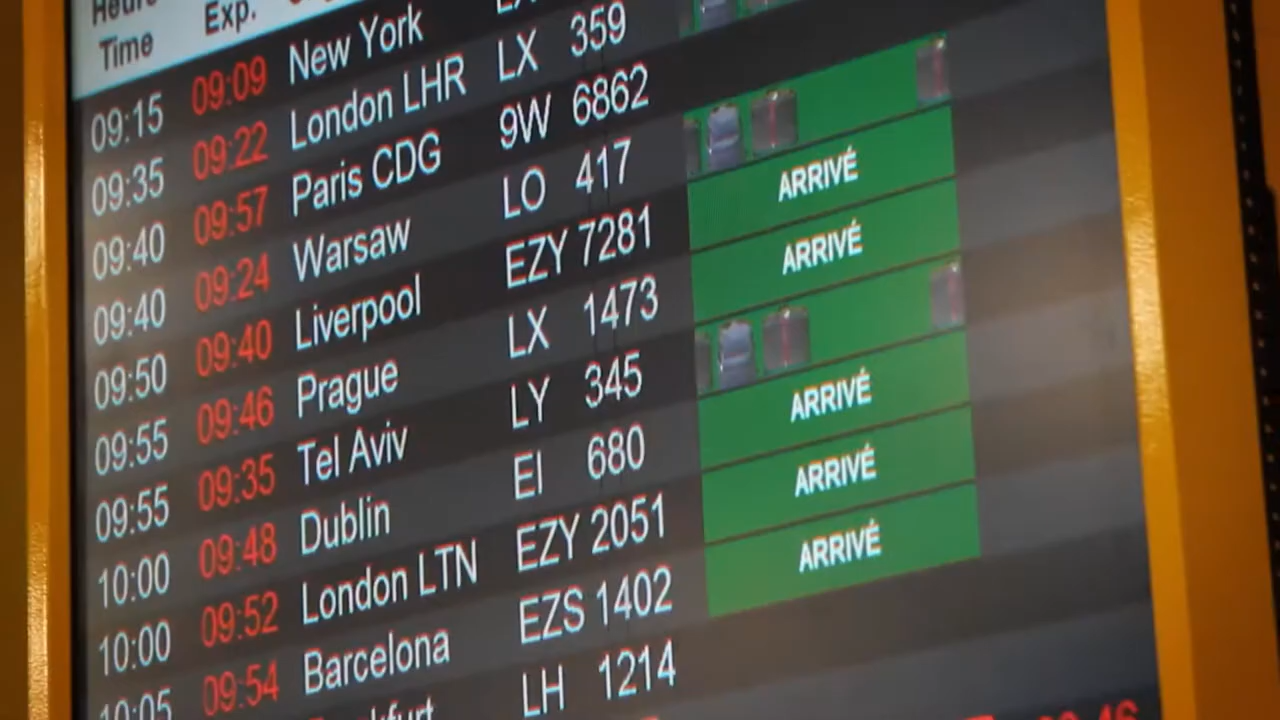 Time Exp.
09:15 09:09 New York
09:35 09:22 London LHR LX 359
09:40 09:57 Paris CDG 9W 6862
09:40 09:24 Warsaw LO 417
09:50 09:40 Liverpool EZY 7281 ARRIVÉ
09:55 09:46 Prague LX 1473 ARRIVÉ
09:55 09:35 Tel Aviv LY 345
10:00 09:48 Dublin EI 680 ARRIVÉ
10:00 09:52 London LTN EZY 2051 ARRIVÉ
10:05 09:54 Barcelona EZS 1402 ARRIVÉ
LH 1214